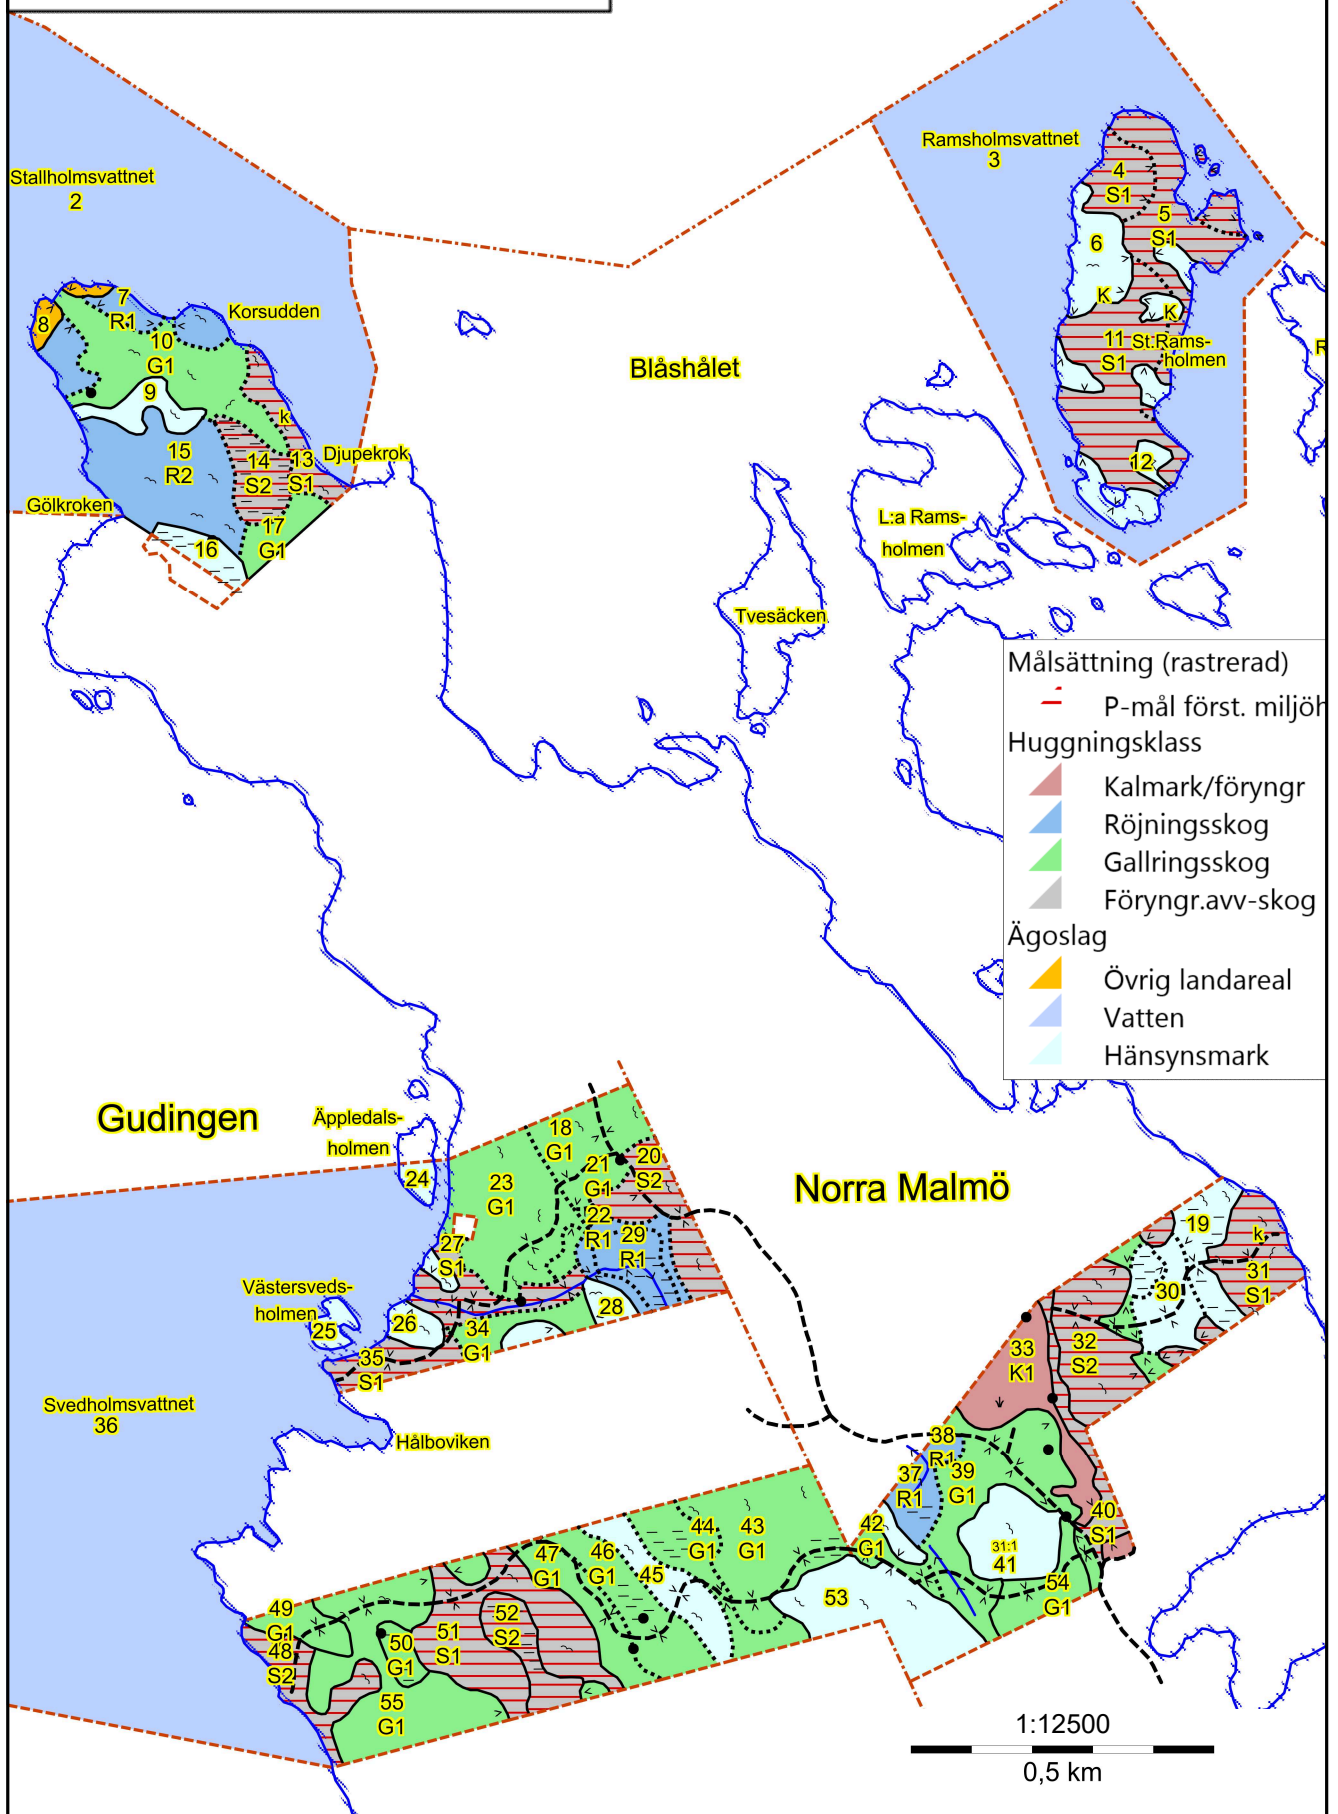 Stallholmsvattnet
2
Ramsholmsvattnet
3
4
S1
5
S1
6
K
K
7
R1
8
Korsudden
10
G1
9
k
11
S1
St.Rams-
holmen
Blåshålet
15
R2
14
S2
13
S1
Djupekrok
12
k
Gölkroken
17
G1
16
L:a Rams-
holmen
Tvesäcken
Målsättning (rastrerad)
P-mål först. miljöh
Huggningsklass
Kalmark/föryngr
Röjningsskog
Gallringsskog
Föryngr.avv-skog
Ägoslag
Övrig landareal
Vatten
Hänsynsmark
Gudingen
Äppledals-
holmen
24
18
G1
23
G1
21
G1
20
S2
22
R1
29
R1
27
S1
28
Norra Malmö
19
k
30
31
S1
Västersveds-
holmen
25
26
34
G1
35
S1
32
S2
33
K1
Svedholmsvattnet
36
Hålboviken
38
R1
37
R1
39
G1
40
S1
42
G1
31:1
41
54
G1
43
G1
44
G1
45
46
G1
47
G1
53
49
G1
48
S2
50
G1
51
S1
52
S2
55
G1
1:12500
0,5 km